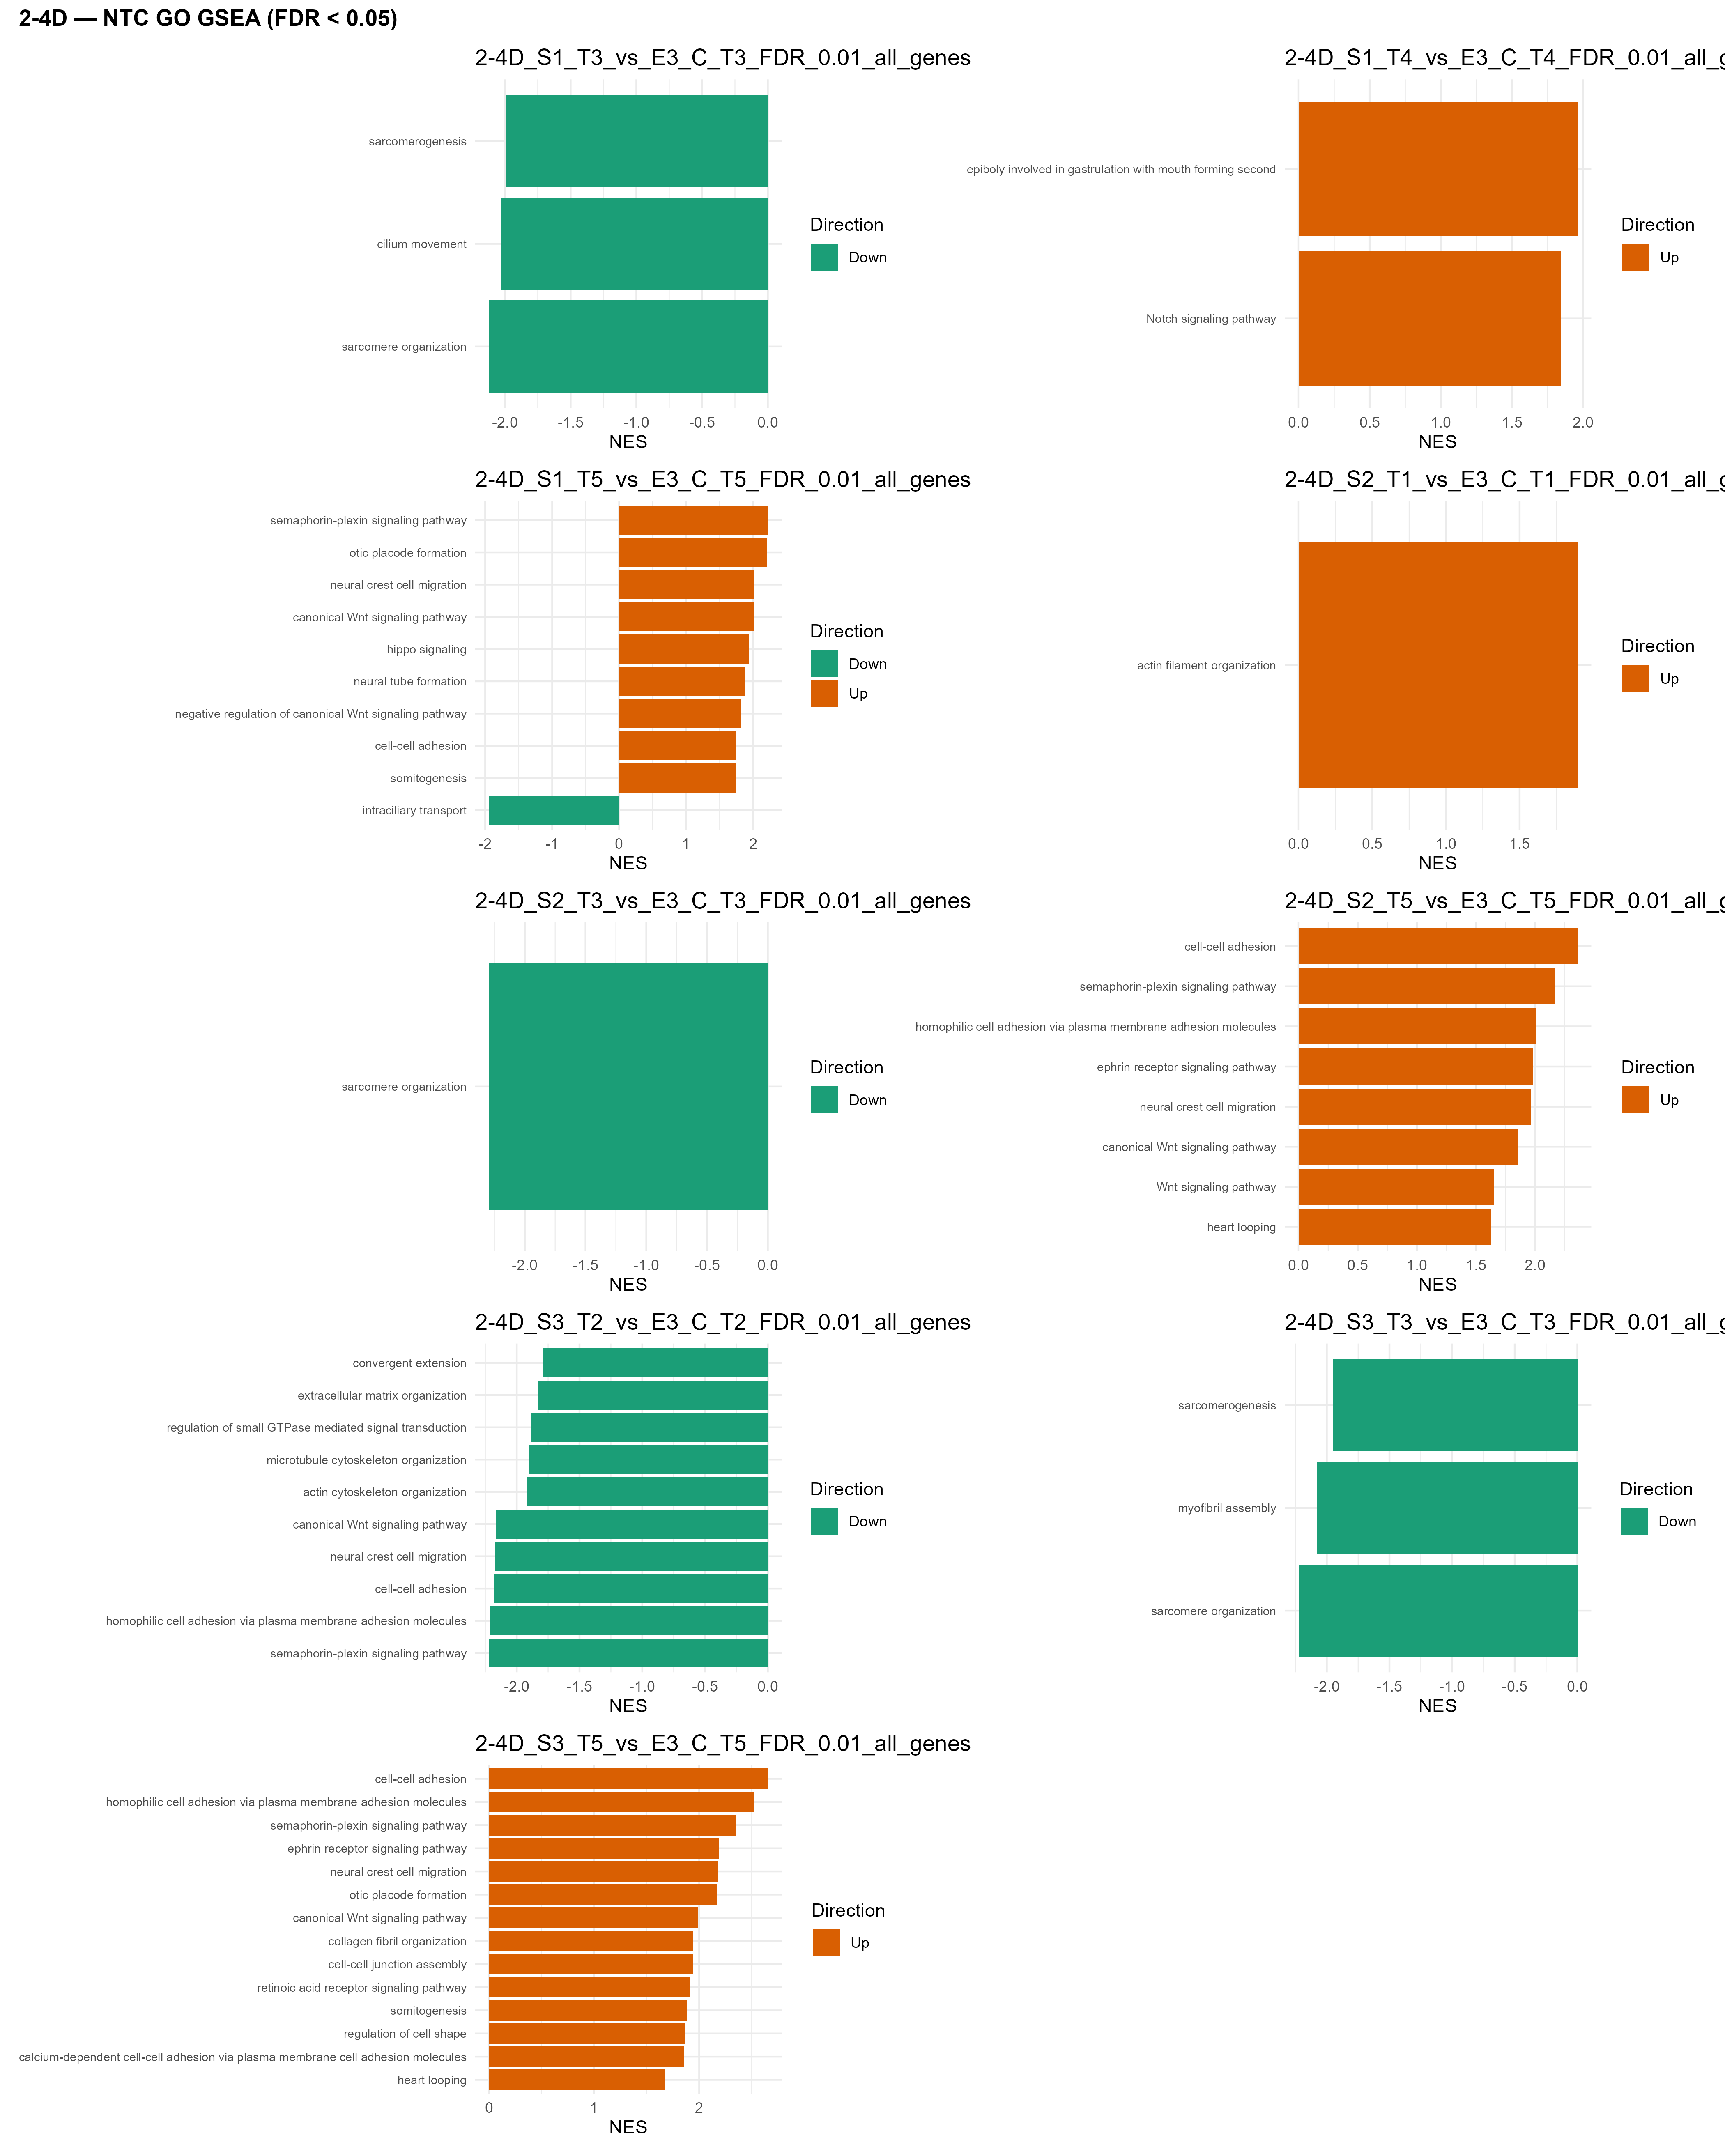 2-4D — NTC GO GSEA (FDR < 0.05)
2-4D_S1_T3_vs_E3_C_T3_FDR_0.01_all_genes
sarcomerogenesis
cilium movement
sarcomere organization
-2.0 -1.5 -1.0 -0.5 0.0
NES
Direction
Down
2-4D_S1_T4_vs_E3_C_T4_FDR_0.01_all_g
epiboly involved in gastrulation with mouth forming second
Notch signaling pathway
0.0 0.5 1.0 1.5 2.0
NES
Direction
Up
2-4D_S1_T5_vs_E3_C_T5_FDR_0.01_all_genes
semaphorin-plexin signaling pathway
otic placode formation
neural crest cell migration
canonical Wnt signaling pathway
hippo signaling
neural tube formation
negative regulation of canonical Wnt signaling pathway
cell-cell adhesion
somitogenesis
intraciliary transport
-2 -1 0 1 2
NES
Direction
Down
Up
2-4D_S2_T1_vs_E3_C_T1_FDR_0.01_all_g
actin filament organization
0.0 0.5 1.0 1.5
NES
Direction
Up
2-4D_S2_T3_vs_E3_C_T3_FDR_0.01_all_genes
sarcomere organization
-2.0 -1.5 -1.0 -0.5 0.0
NES
Direction
Down
2-4D_S2_T5_vs_E3_C_T5_FDR_0.01_all_g
cell-cell adhesion
semaphorin-plexin signaling pathway
homophilic cell adhesion via plasma membrane adhesion molecules
ephrin receptor signaling pathway
neural crest cell migration
canonical Wnt signaling pathway
Wnt signaling pathway
heart looping
0.0 0.5 1.0 1.5 2.0
NES
Direction
Up
2-4D_S3_T2_vs_E3_C_T2_FDR_0.01_all_genes
convergent extension
extracellular matrix organization
regulation of small GTPase mediated signal transduction
microtubule cytoskeleton organization
actin cytoskeleton organization
canonical Wnt signaling pathway
neural crest cell migration
cell-cell adhesion
homophilic cell adhesion via plasma membrane adhesion molecules
semaphorin-plexin signaling pathway
-2.0 -1.5 -1.0 -0.5 0.0
NES
Direction
Down
2-4D_S3_T3_vs_E3_C_T3_FDR_0.01_all_g
sarcomerogenesis
myofibril assembly
sarcomere organization
-2.0 -1.5 -1.0 -0.5 0.0
NES
Direction
Down
2-4D_S3_T5_vs_E3_C_T5_FDR_0.01_all_genes
cell-cell adhesion
homophilic cell adhesion via plasma membrane adhesion molecules
semaphorin-plexin signaling pathway
ephrin receptor signaling pathway
neural crest cell migration
otic placode formation
canonical Wnt signaling pathway
collagen fibril organization
cell-cell junction assembly
retinoic acid receptor signaling pathway
somitogenesis
regulation of cell shape
calcium-dependent cell-cell adhesion via plasma membrane cell adhesion molecules
heart looping
0 1 2
NES
Direction
Up